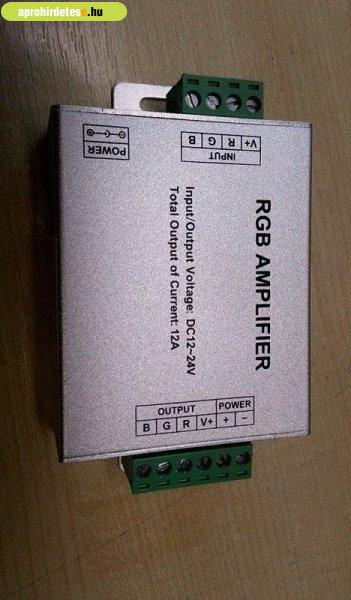 aprohirdetes.hu
POWER
V+ R G B
INPUT
RGB AMPLIFIER
Input/Output Voltage: DC12~24V
Total Output of Current: 12A
OUTPUT POWER
B G R V+ + −